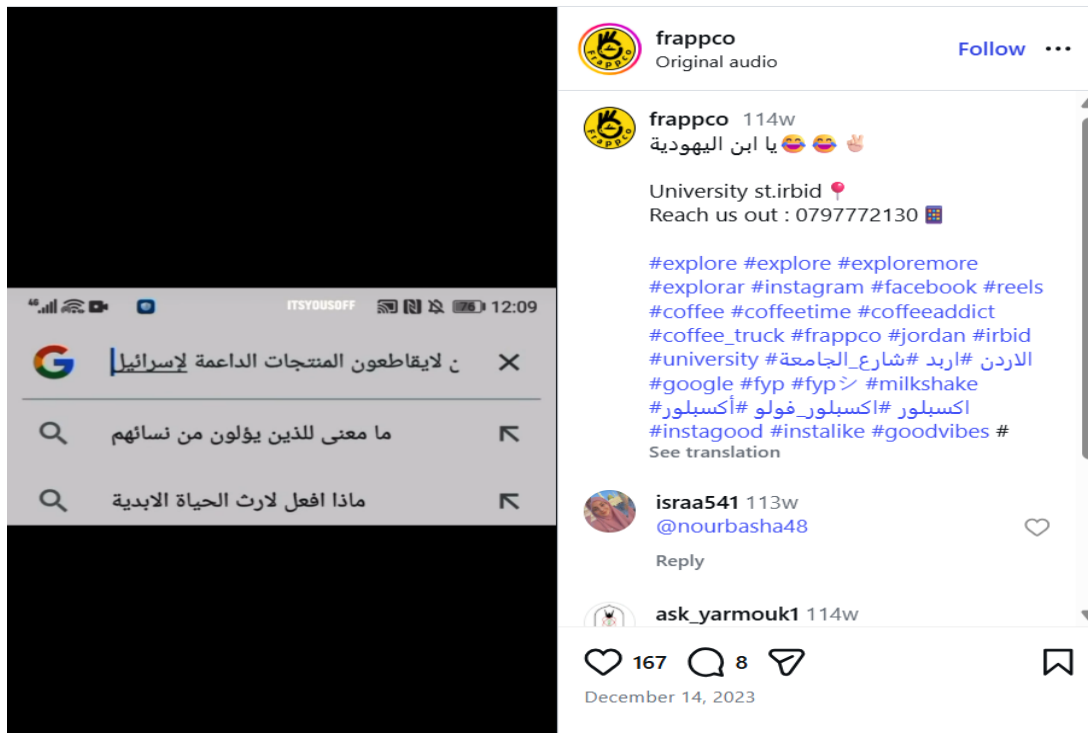 4G ITSYOUSOFF 76 12:09
ن لايقاطعون المنتجات الداعمة لإسرائيل
ما معنى للذين يؤلون من نسائهم
ماذا افعل لارث الحياة الابدية
Frappco
frappco
Original audio
Follow
Frappco
frappco 114w
يا ابن اليهودية😂 😂 ✌🏻
University st.irbid 📍
Reach us out : 0797772130 🎛
#explore #explore #exploremore
#explorar #instagram #facebook #reels
#coffee #coffeetime #coffeeaddict
#coffee_truck #frappco #jordan #irbid
#university #الاردن #اربد #شارع_الجامعة
#google #fyp #fypシ #milkshake
#اكسبلور #اكسبلور_فولو #أكسبلور
#instagood #instalike #goodvibes #
See translation
israa541 113w
@nourbasha48
Reply
ask_yarmouk1 114w
167 8
December 14, 2023